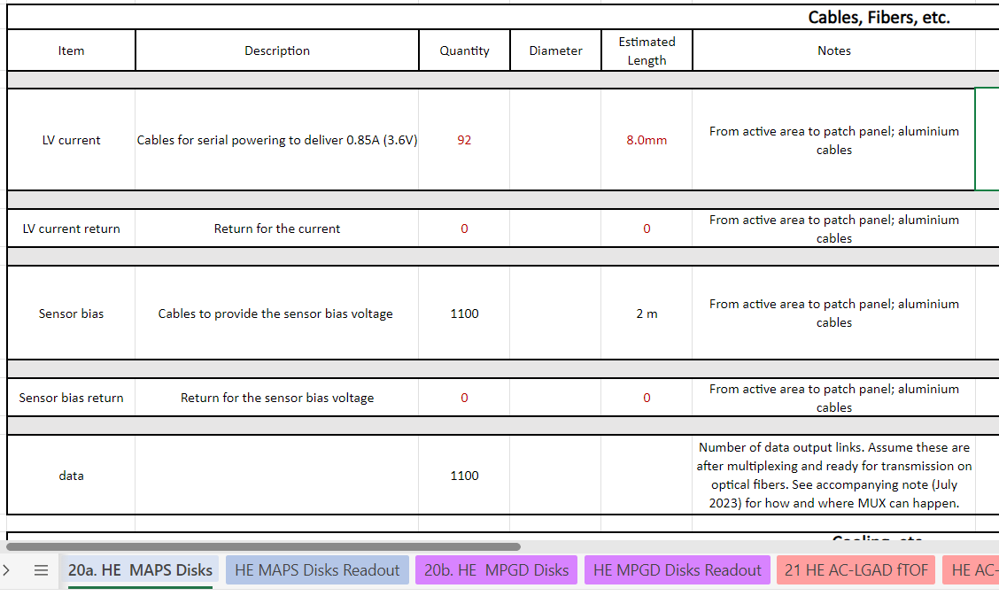 Cables, Fibers, etc.
Item
Description
Quantity
Diameter
Estimated
Length
Notes
LV current
Cables for serial powering to deliver 0.85A (3.6V)
92
8.0mm
From active area to patch panel; aluminium
cables
LV current return
Return for the current
0
0
From active area to patch panel; aluminium
cables
Sensor bias
Cables to provide the sensor bias voltage
1100
2 m
From active area to patch panel; aluminium
cables
Sensor bias return
Return for the sensor bias voltage
0
0
From active area to patch panel; aluminium
cables
data
1100
Number of data output links. Assume these are
after multiplexing and ready for transmission on
optical fibers. See accompanying note (July
2023) for how and where MUX can happen.
Cooling, etc.
20a. HE  MAPS Disks
HE MAPS Disks Readout
20b. HE  MPGD Disks
HE MPGD Disks Readout
21 HE AC-LGAD fTOF
HE AC-